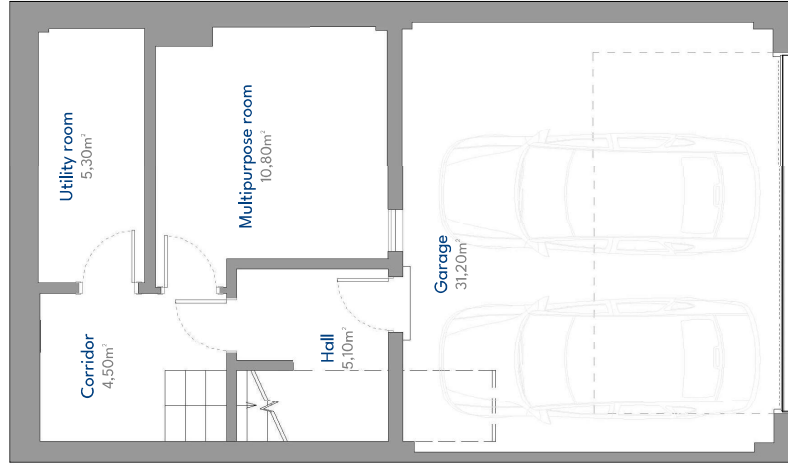 Utility room
5,30m²
Multipurpose room
10,80m²
Garage
31,20m²
Corridor
4,50m²
Hall
5,10m²